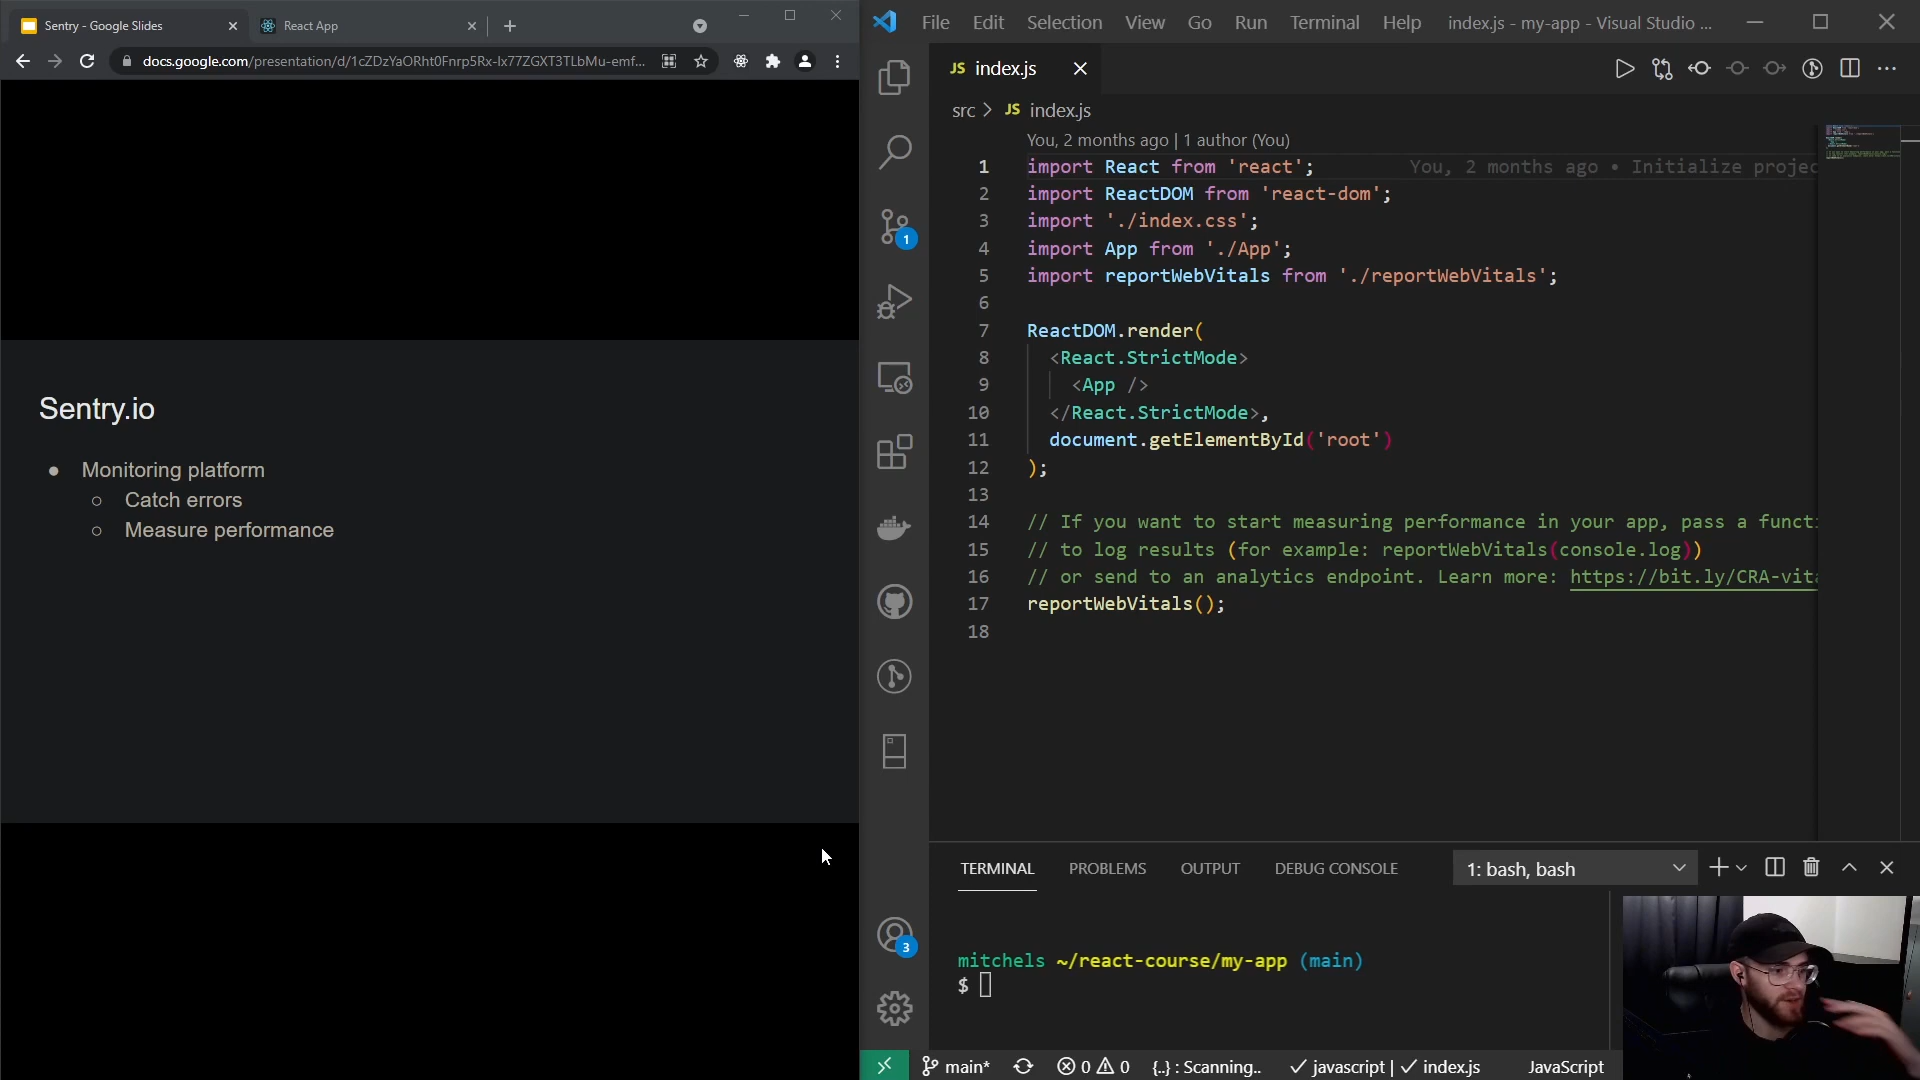 Sentry - Google Slides
React App
docs.google.com/presentation/d/1cZDzYaORht0Fnrp5Rx-Ix77ZGXT3TLbMu-emf...
Sentry.io
Monitoring platform
Catch errors
Measure performance
File Edit Selection View Go Run Terminal Help index.js - my-app - Visual Studio ...
JS index.js
src > JS index.js
You, 2 months ago | 1 author (You)
1 import React from 'react'; You, 2 months ago • Initialize projec
2 import ReactDOM from 'react-dom';
3 import './index.css';
4 import App from './App';
5 import reportWebVitals from './reportWebVitals';
6
7 ReactDOM.render(
8 <React.StrictMode>
9 <App />
10 </React.StrictMode>,
11 document.getElementById('root')
12 );
13
14 // If you want to start measuring performance in your app, pass a functi
15 // to log results (for example: reportWebVitals(console.log))
16 // or send to an analytics endpoint. Learn more: https://bit.ly/CRA-vita
17 reportWebVitals();
18
1
3
TERMINAL PROBLEMS OUTPUT DEBUG CONSOLE 1: bash, bash
mitchels ~/react-course/my-app (main)
$
main* 0 0 {..} : Scanning.. ✓ javascript | ✓ index.js JavaScript